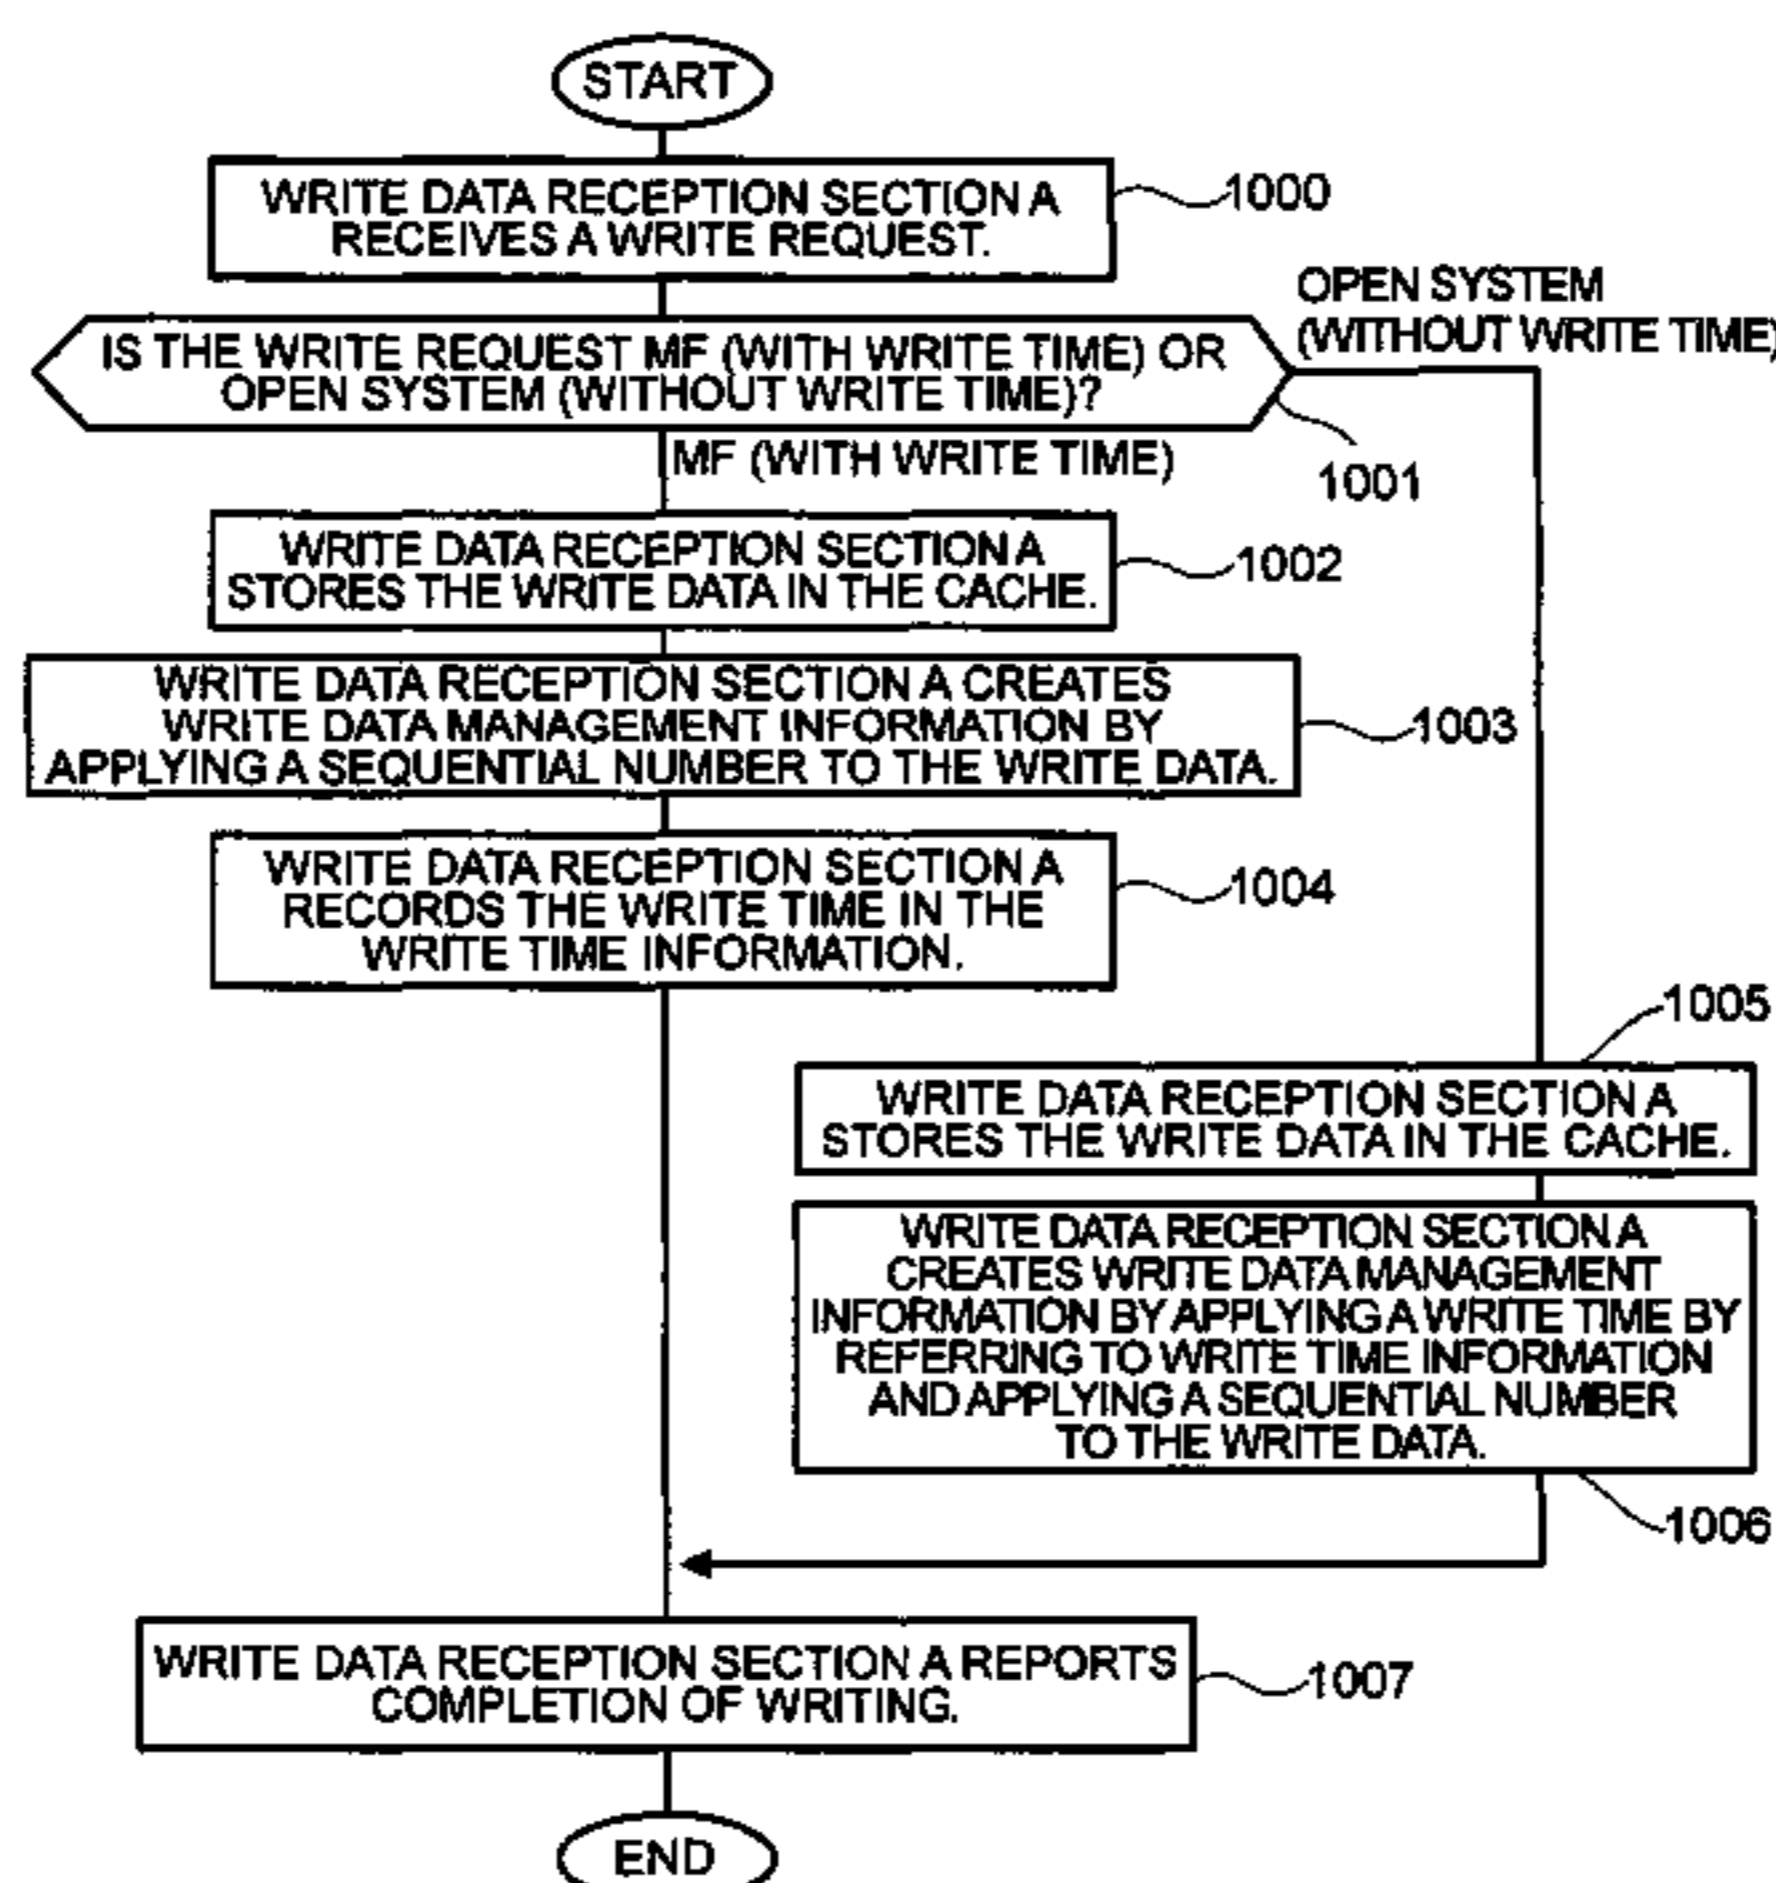 START
WRITE DATA RECEPTION SECTION A
RECEIVES A WRITE REQUEST.
1000
OPEN SYSTEM
(WITHOUT WRITE TIME)
IS THE WRITE REQUEST MF (WITH WRITE TIME) OR
OPEN SYSTEM (WITHOUT WRITE TIME)?
1001
MF (WITH WRITE TIME)
WRITE DATA RECEPTION SECTION A
STORES THE WRITE DATA IN THE CACHE.
1002
WRITE DATA RECEPTION SECTION A CREATES
WRITE DATA MANAGEMENT INFORMATION BY
APPLYING A SEQUENTIAL NUMBER TO THE WRITE DATA.
1003
WRITE DATA RECEPTION SECTION A
RECORDS THE WRITE TIME IN THE
WRITE TIME INFORMATION.
1004
1005
WRITE DATA RECEPTION SECTION A
STORES THE WRITE DATA IN THE CACHE.
WRITE DATA RECEPTION SECTION A
CREATES WRITE DATA MANAGEMENT
INFORMATION BY APPLYING A WRITE TIME BY
REFERRING TO WRITE TIME INFORMATION
AND APPLYING A SEQUENTIAL NUMBER
TO THE WRITE DATA.
1006
WRITE DATA RECEPTION SECTION A REPORTS
COMPLETION OF WRITING.
1007
END